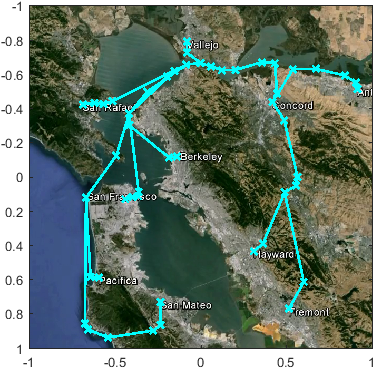 -1
-0.8
Vallejo
-0.6
San Rafael
Concord
-0.4
-0.2
Berkeley
0
San Francisco
0.2
Hayward
0.4
Pacifica
0.6
San Mateo
Fremont
0.8
1
-1 -0.5 0 0.5 1